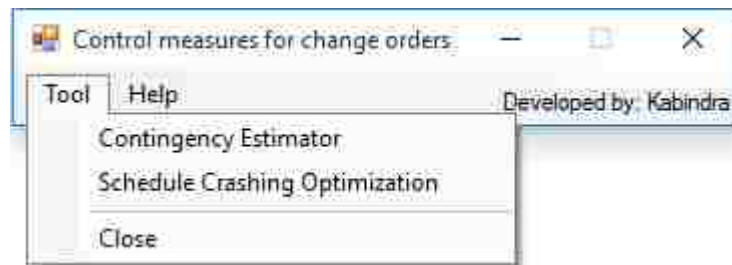 Control measures for change orders
Tool Help Developed by: Kabindra
Contingency Estimator
Schedule Crashing Optimization
Close